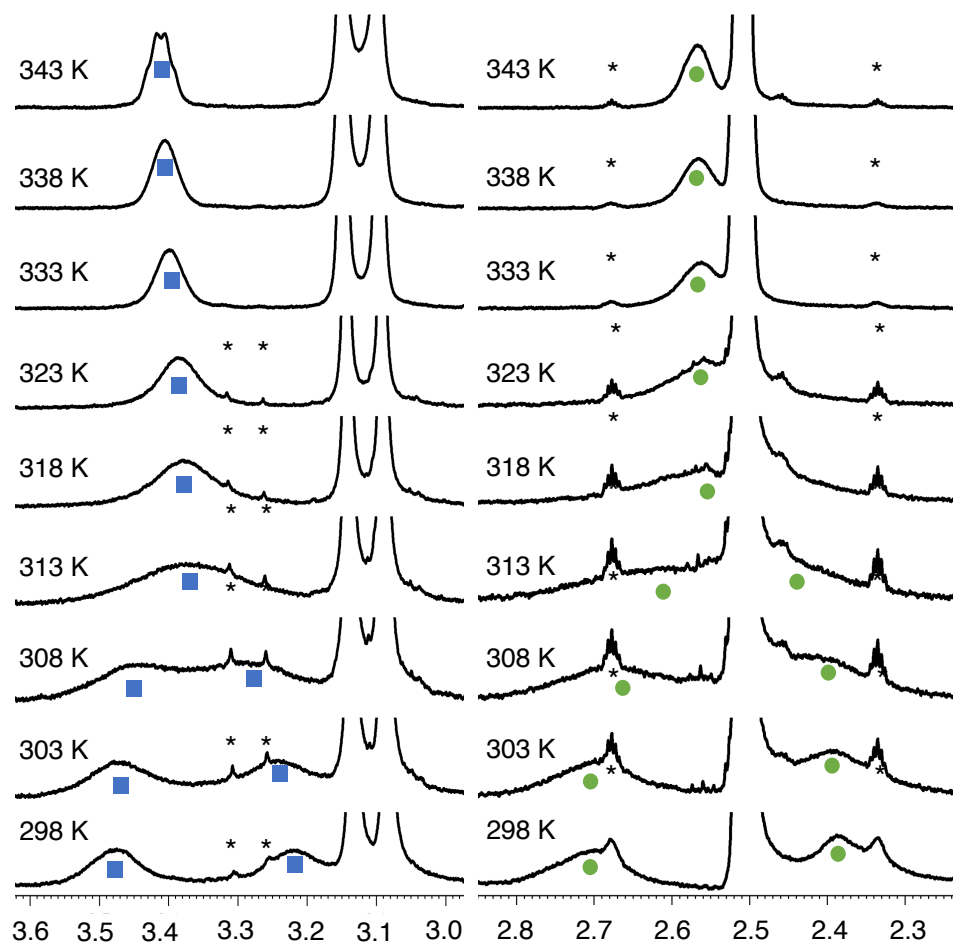 343 K * 343 K *
338 K * 338 K *
333 K * 333 K *
* *
323 K * * 323 K
* *
318 K * * 318 K
*
* *
313 K * 313 K * *
308 K 308 K * *
303 K * * 303 K * *
298 K * * 298 K
3.6 3.5 3.4 3.3 3.2 3.1 3.0 2.8 2.7 2.6 2.5 2.4 2.3